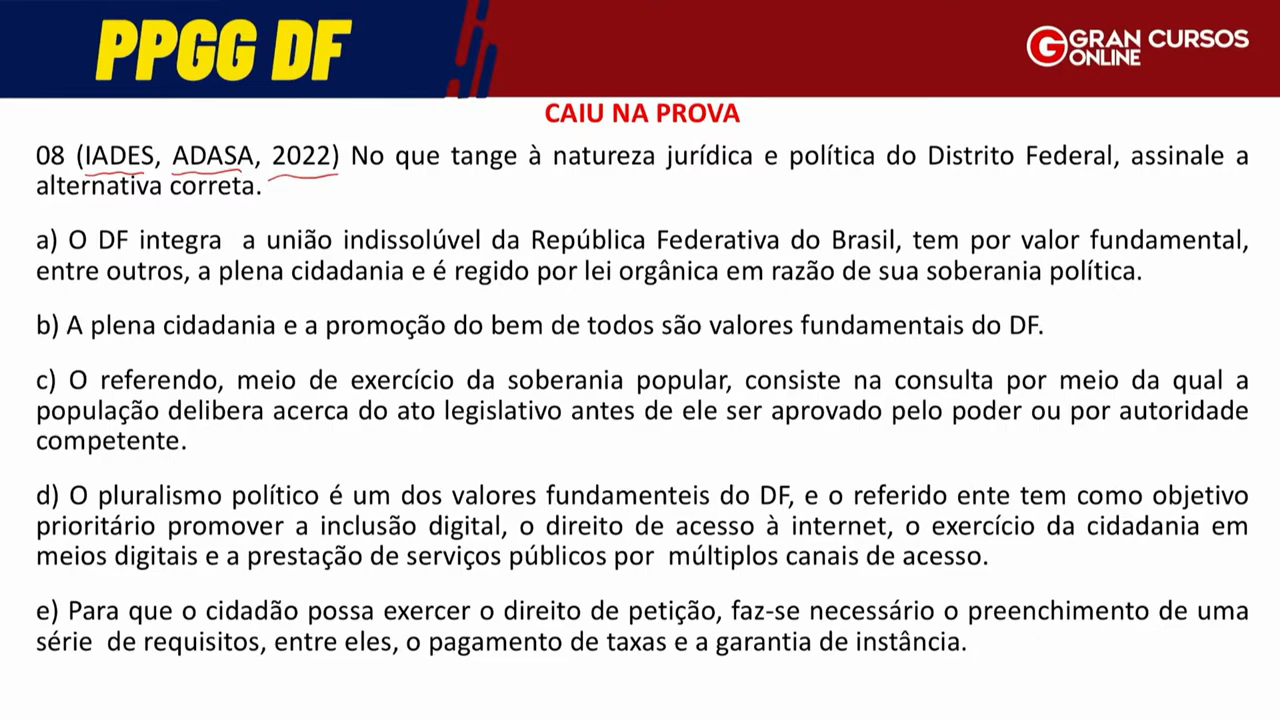 PPGG DF
GRAN CURSOS
ONLINE
CAIU NA PROVA
08 (IADES, ADASA, 2022) No que tange à natureza jurídica e política do Distrito Federal, assinale a
alternativa correta.
a) O DF integra a união indissolúvel da República Federativa do Brasil, tem por valor fundamental,
entre outros, a plena cidadania e é regido por lei orgânica em razão de sua soberania política.
b) A plena cidadania e a promoção do bem de todos são valores fundamentais do DF.
c) O referendo, meio de exercício da soberania popular, consiste na consulta por meio da qual a
população delibera acerca do ato legislativo antes de ele ser aprovado pelo poder ou por autoridade
competente.
d) O pluralismo político é um dos valores fundamenteis do DF, e o referido ente tem como objetivo
prioritário promover a inclusão digital, o direito de acesso à internet, o exercício da cidadania em
meios digitais e a prestação de serviços públicos por múltiplos canais de acesso.
e) Para que o cidadão possa exercer o direito de petição, faz-se necessário o preenchimento de uma
série de requisitos, entre eles, o pagamento de taxas e a garantia de instância.